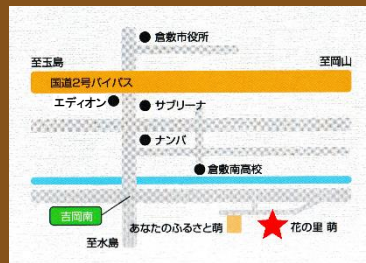 倉敷市役所
至玉島
至岡山
国道2号バイパス
エディオン
サブリーナ
ナンバ
倉敷南高校
吉岡南
あなたのふるさと萌
花の里 萌
至水島